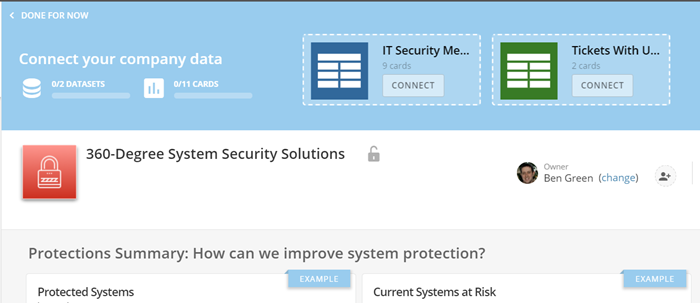 DONE FOR NOW
Connect your company data
0/2 DATASETS
0/11 CARDS
IT Security Me...
9 cards
CONNECT
Tickets With U...
2 cards
CONNECT
360-Degree System Security Solutions
Owner
Ben Green (change)
Protections Summary: How can we improve system protection?
EXAMPLE
Protected Systems
EXAMPLE
Current Systems at Risk